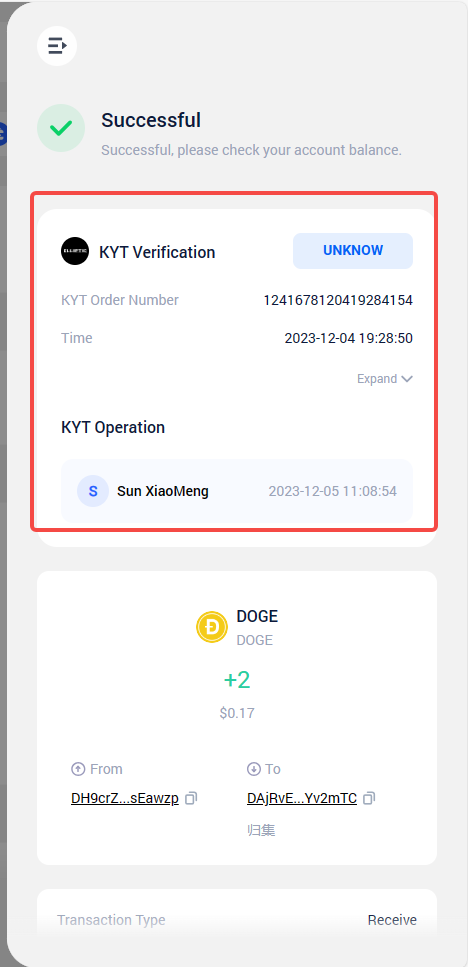 Successful
Successful, please check your account balance.
ELLIPTIC
KYT Verification
UNKNOW
KYT Order Number 1241678120419284154
Time 2023-12-04 19:28:50
Expand
KYT Operation
S Sun XiaoMeng 2023-12-05 11:08:54
DOGE
DOGE
+2
$0.17
From To
DH9crZ...sEawzp DAjRvE...Yv2mTC
归集
Transaction Type Receive